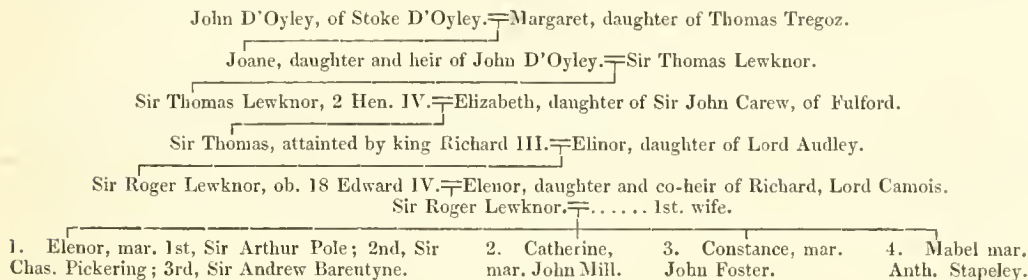 John D'Oyley, of Stoke D'Oyley.=Margaret, daughter of Thomas Tregoz.
Joane, daughter and heir of John D'Oyley.=Sir Thomas Lewknor.
Sir Thomas Lewknor, 2 Hen. IV.=Elizabeth, daughter of Sir John Carew, of Fulford.
Sir Thomas, attainted by king Richard III.=Elinor, daughter of Lord Audley.
Sir Roger Lewknor, ob. 18 Edward IV.=Elenor, daughter and co-heir of Richard, Lord Camois.
Sir Roger Lewknor.=...... 1st. wife.
1. Elenor, mar. 1st, Sir Arthur Pole; 2nd, Sir 2. Catherine, 3. Constance, mar. 4. Mabel mar.
Chas. Pickering; 3rd, Sir Andrew Barentyne. mar. John Mill. John Foster. Anth. Stapeley.